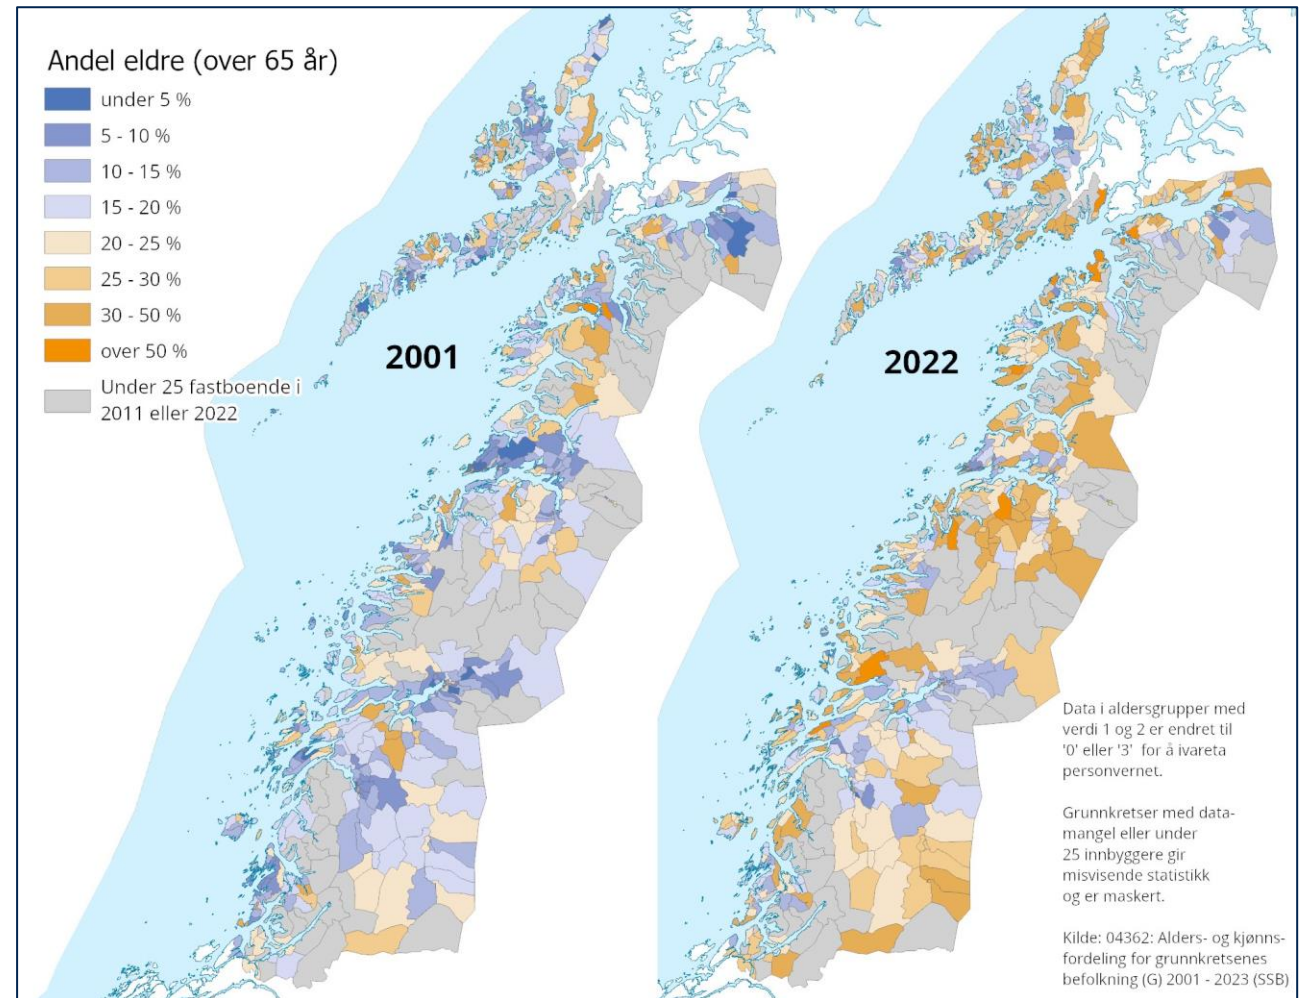 Andel eldre (over 65 år)
under 5 %
5 - 10 %
10 - 15 %
15 - 20 %
20 - 25 %
25 - 30 %
30 - 50 %
over 50 %
Under 25 fastboende i
2011 eller 2022
2001
2022
Data i aldersgrupper med
verdi 1 og 2 er endret til
'0' eller '3' for å ivareta
personvernet.
Grunnkretser med data-
mangel eller under
25 innbyggere gir
misvisende statistikk
og er maskert.
Kilde: 04362: Alders- og kjønns-
fordeling for grunnkretsenes
befolkning (G) 2001 - 2023 (SSB)